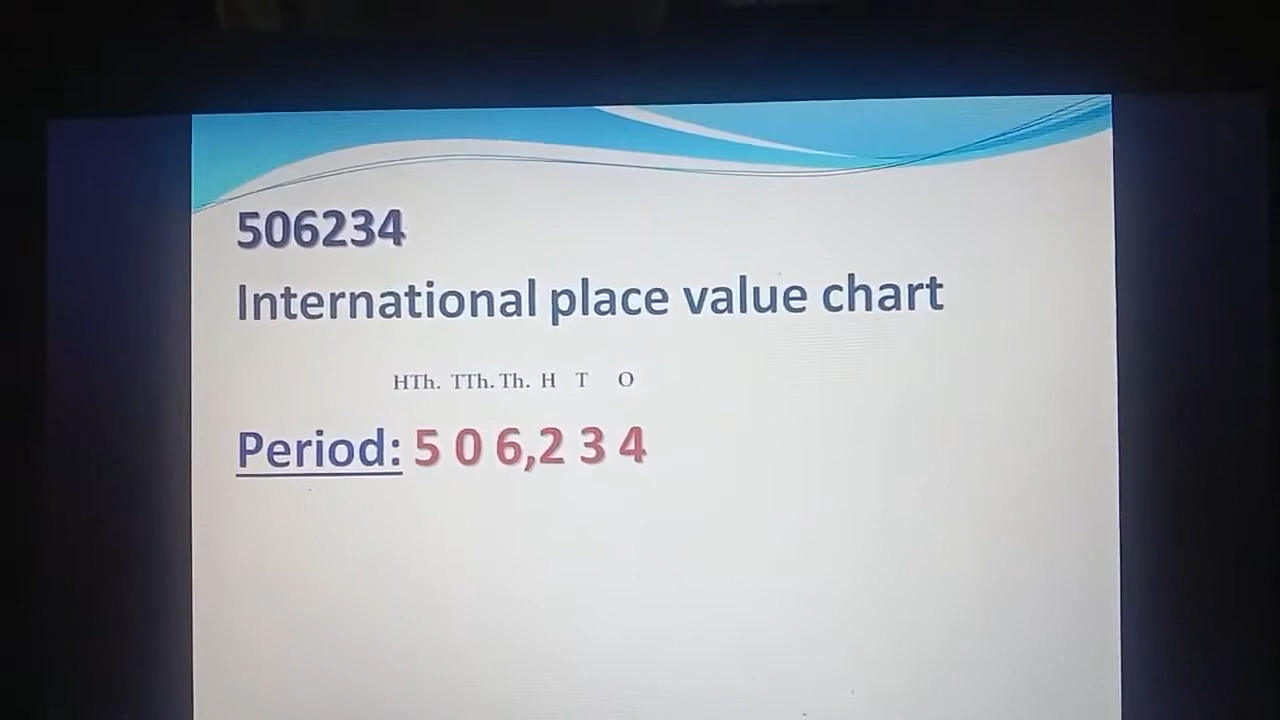 506234
International place value chart
HTh. TTh. Th. H T O
Period: 5 0 6,2 3 4